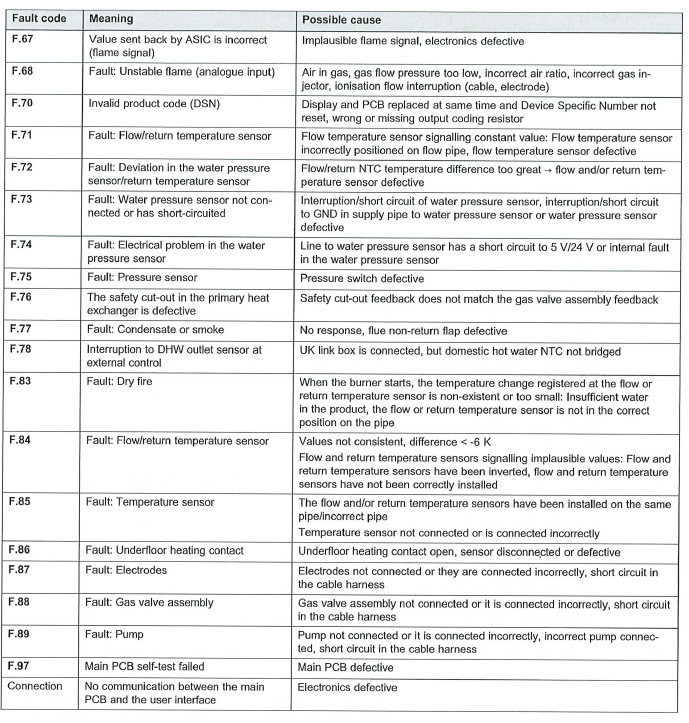 Fault code Meaning Possible cause
F.67 Value sent back by ASIC is incorrect Implausible flame signal, electronics defective
(flame signal)
F.68 Fault: Unstable flame (analogue input) Air in gas, gas flow pressure too low, incorrect air ratio, incorrect gas in-
jector, ionisation flow interruption (cable, electrode)
F.70 Invalid product code (DSN) Display and PCB replaced at same time and Device Specific Number not
reset, wrong or missing output coding resistor
F.71 Fault: Flow/return temperature sensor Flow temperature sensor signalling constant value: Flow temperature sensor
incorrectly positioned on flow pipe, flow temperature sensor defective
F.72 Fault: Deviation in the water pressure Flow/return NTC temperature difference too great → flow and/or return tem-
sensor/return temperature sensor perature sensor defective
F.73 Fault: Water pressure sensor not con- Interruption/short circuit of water pressure sensor, interruption/short circuit
nected or has short-circuited to GND in supply pipe to water pressure sensor or water pressure sensor
defective
F.74 Fault: Electrical problem in the water Line to water pressure sensor has a short circuit to 5 V/24 V or internal fault
pressure sensor in the water pressure sensor
F.75 Fault: Pressure sensor Pressure switch defective
F.76 The safety cut-out in the primary heat Safety cut-out feedback does not match the gas valve assembly feedback
exchanger is defective
F.77 Fault: Condensate or smoke No response, flue non-return flap defective
F.78 Interruption to DHW outlet sensor at UK link box is connected, but domestic hot water NTC not bridged
external control
F.83 Fault: Dry fire When the burner starts, the temperature change registered at the flow or
return temperature sensor is non-existent or too small: Insufficient water
in the product, the flow or return temperature sensor is not in the correct
position on the pipe
F.84 Fault: Flow/return temperature sensor Values not consistent, difference < -6 K
Flow and return temperature sensors signalling implausible values: Flow and
return temperature sensors have been inverted, flow and return temperature
sensors have not been correctly installed
F.85 Fault: Temperature sensor The flow and/or return temperature sensors have been installed on the same
pipe/incorrect pipe
Temperature sensor not connected or is connected incorrectly
F.86 Fault: Underfloor heating contact Underfloor heating contact open, sensor disconnected or defective
F.87 Fault: Electrodes Electrodes not connected or they are connected incorrectly, short circuit in
the cable harness
F.88 Fault: Gas valve assembly Gas valve assembly not connected or it is connected incorrectly, short circuit
in the cable harness
F.89 Fault: Pump Pump not connected or it is connected incorrectly, incorrect pump connec-
ted, short circuit in the cable harness
F.97 Main PCB self-test failed Main PCB defective
Connection No communication between the main Electronics defective
PCB and the user interface